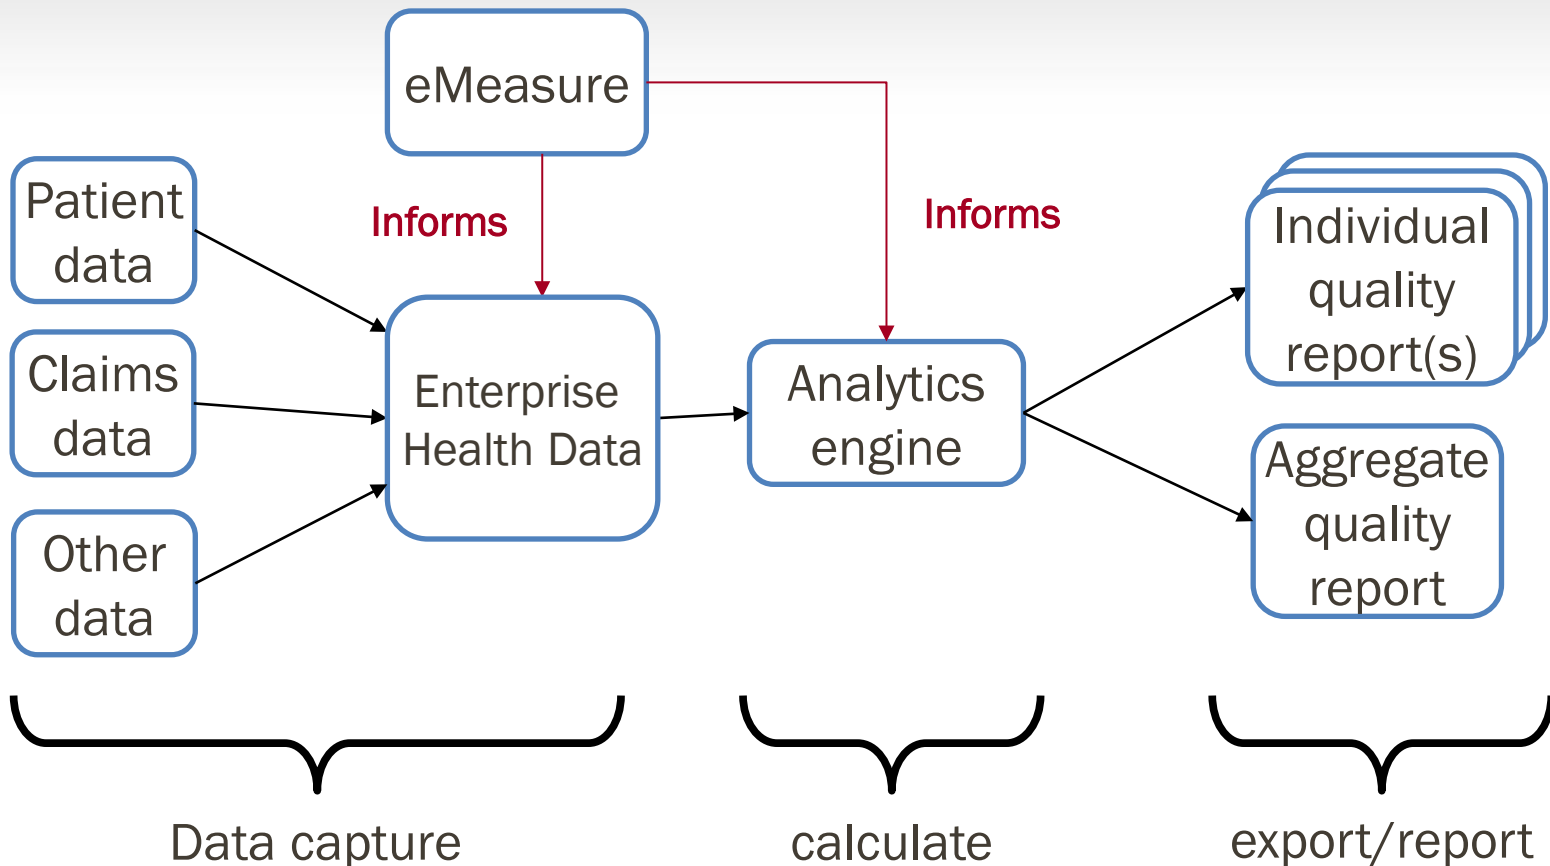 eMeasure
Informs
Informs
Patient
data
Claims
data
Other
data
Enterprise
Health Data
Analytics
engine
Individual
quality
report(s)
Aggregate
quality
report
Data capture
calculate
export/report